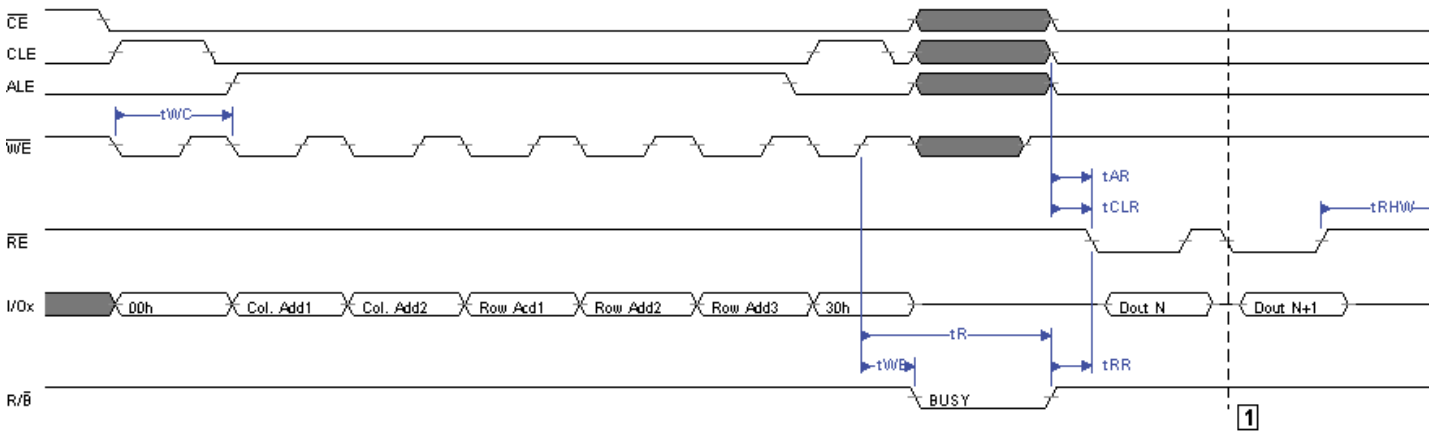 CE
CLE
ALE
tWC
WE
tAR
tCLR
tRHW
RE
I/Ox 00h Col. Add1 Col. Add2 Row Acd1 Row Add2 Row Add3 30h Dout N Dout N+1
tR
tWB tRR
R/B BUSY
1